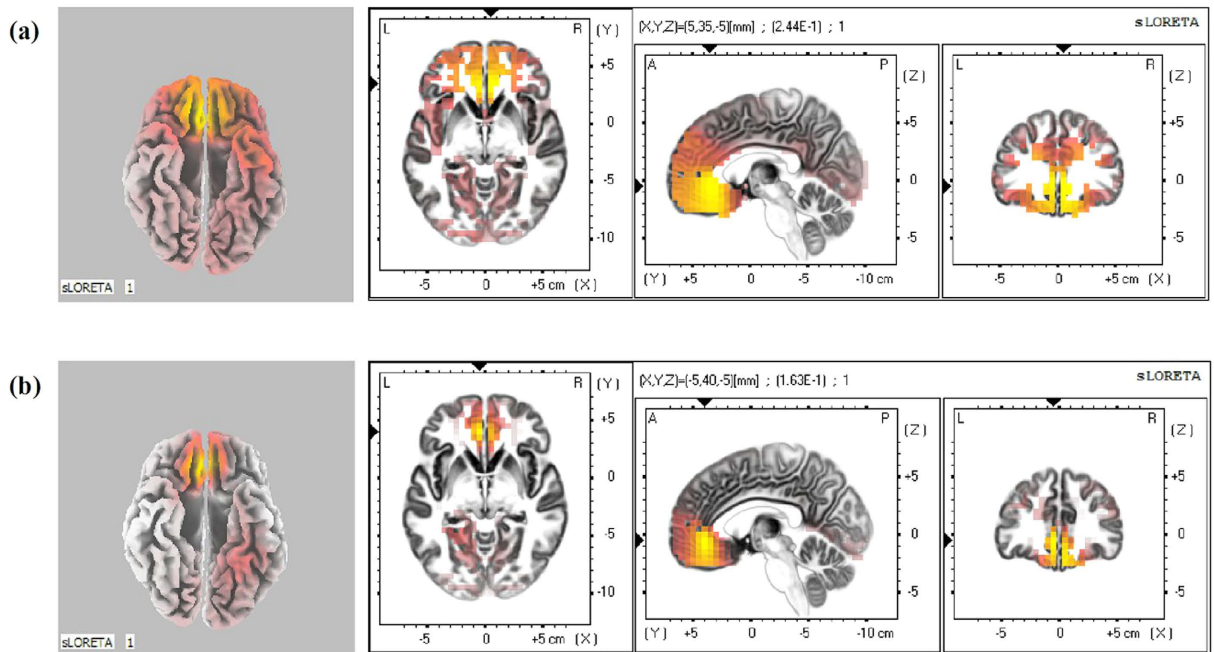 (a)
sLORETA 1
L R (Y)
+5
0
-5
-10
-5 0 +5 cm (X)
(X,Y,Z)=(5,35,-5)[mm] ; (2.44E-1) ; 1 sLORETA
A P (Z)
+5
0
-5
(Y) +5 0 -5 -10 cm
L R (Z)
+5
0
-5
-5 0 +5 cm (X)
(b)
sLORETA 1
L R (Y)
+5
0
-5
-10
-5 0 +5 cm (X)
(X,Y,Z)=(-5,40,-5)[mm] ; (1.63E-1) ; 1 sLORETA
A P (Z)
+5
0
-5
(Y) +5 0 -5 -10 cm
L R (Z)
+5
0
-5
-5 0 +5 cm (X)